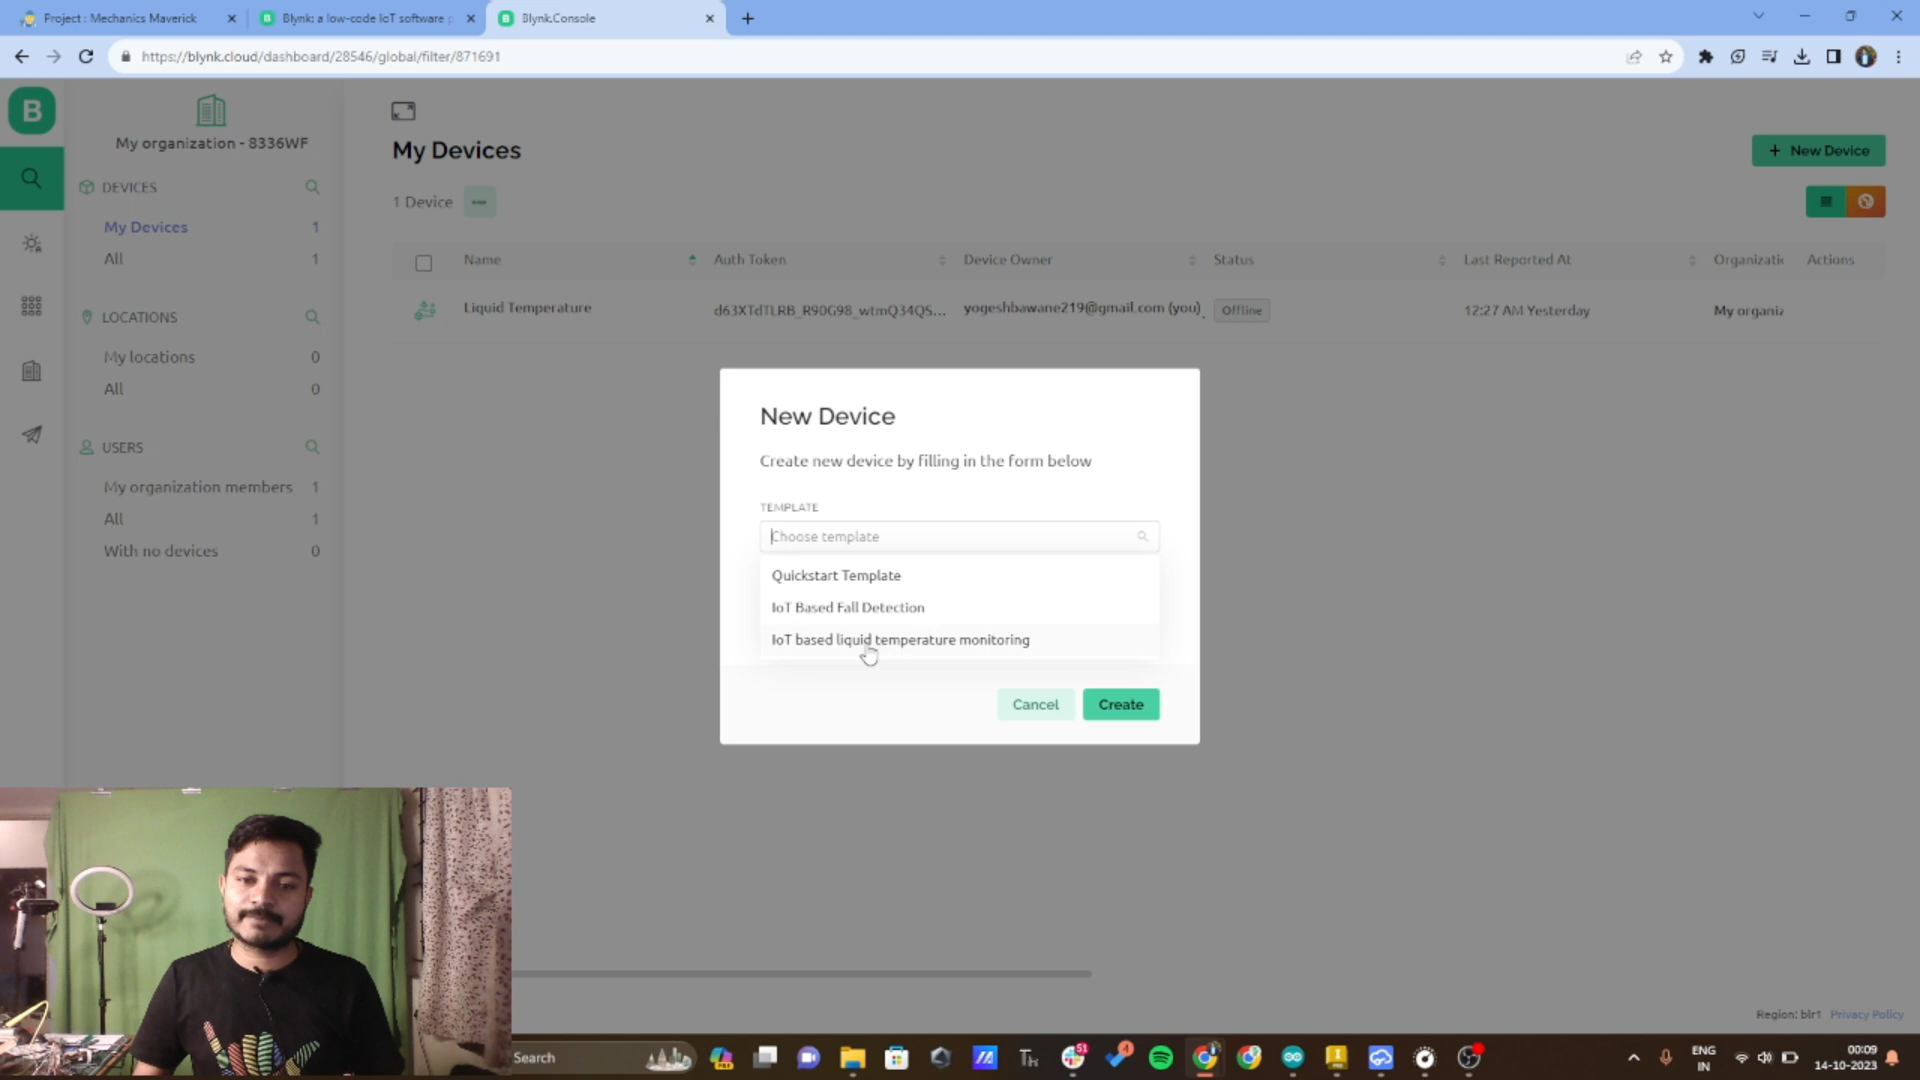 Project : Mechanics Maverick
Blynk: a low-code IoT software
Blynk.Console
https://blynk.cloud/dashboard/28546/global/filter/871691
B
My organization - 8336WF
My Devices
+ New Device
DEVICES
1 Device
My Devices 1
All 1
Name Auth Token Device Owner Status Last Reported At Organizatic Actions
Liquid Temperature d63XTdTLRB_R90G98_wtmQ34QS... yogeshbawane219@gmail.com (you) Offline 12:27 AM Yesterday My organiz
LOCATIONS
My locations 0
All 0
New Device
USERS
Create new device by filling in the form below
My organization members 1
TEMPLATE
All 1
Choose template
With no devices 0
Quickstart Template
IoT Based Fall Detection
IoT based liquid temperature monitoring
Cancel
Create
Region: blr1 Privacy Policy
Search
51
4
ENG
IN
00:09
14-10-2023